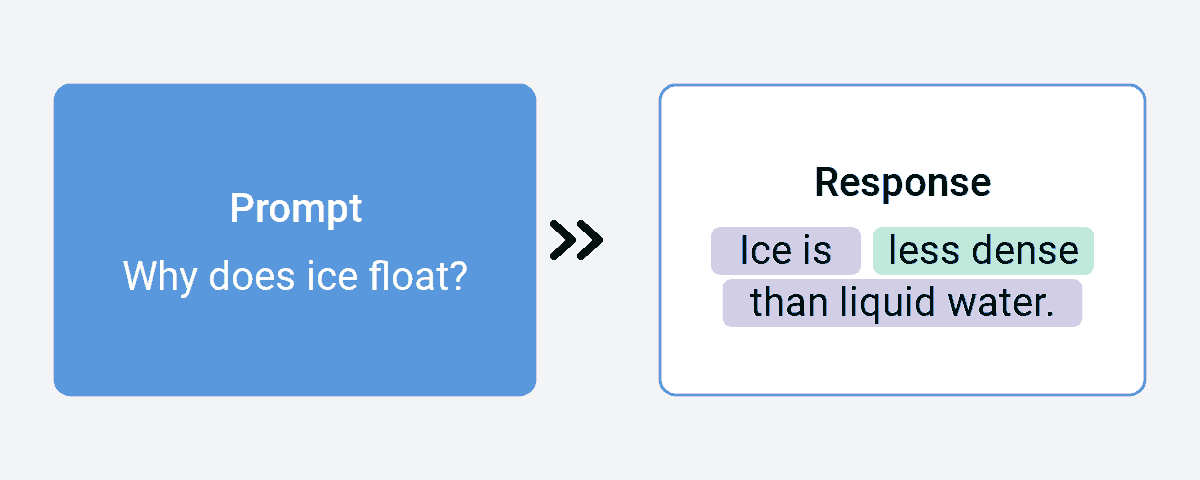 Prompt
Why does ice float?
Response
Ice is less dense
than liquid water.